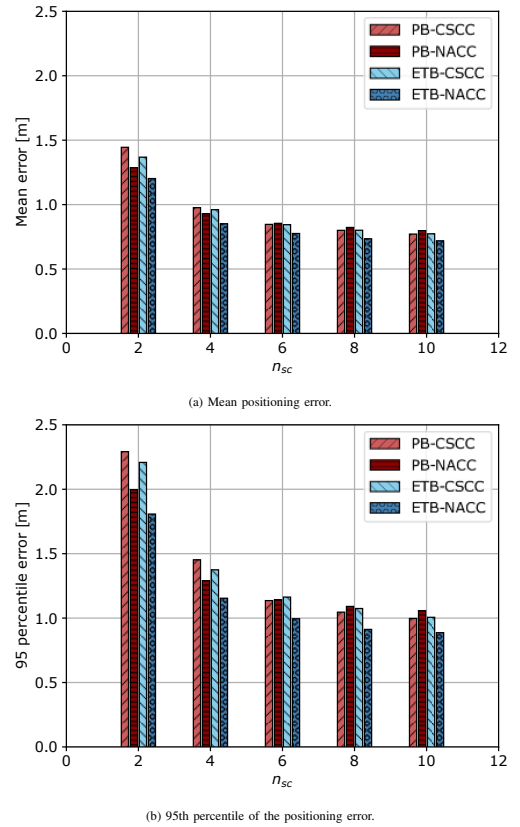 2.5
2.0
1.5
1.0
0.5
0.0
Mean error [m]
PB-CSCC
PB-NACC
ETB-CSCC
ETB-NACC
0 2 4 6 8 10 12
n_sc
(a) Mean positioning error.
2.5
2.0
1.5
1.0
0.5
0.0
95 percentile error [m]
PB-CSCC
PB-NACC
ETB-CSCC
ETB-NACC
0 2 4 6 8 10 12
n_sc
(b) 95th percentile of the positioning error.